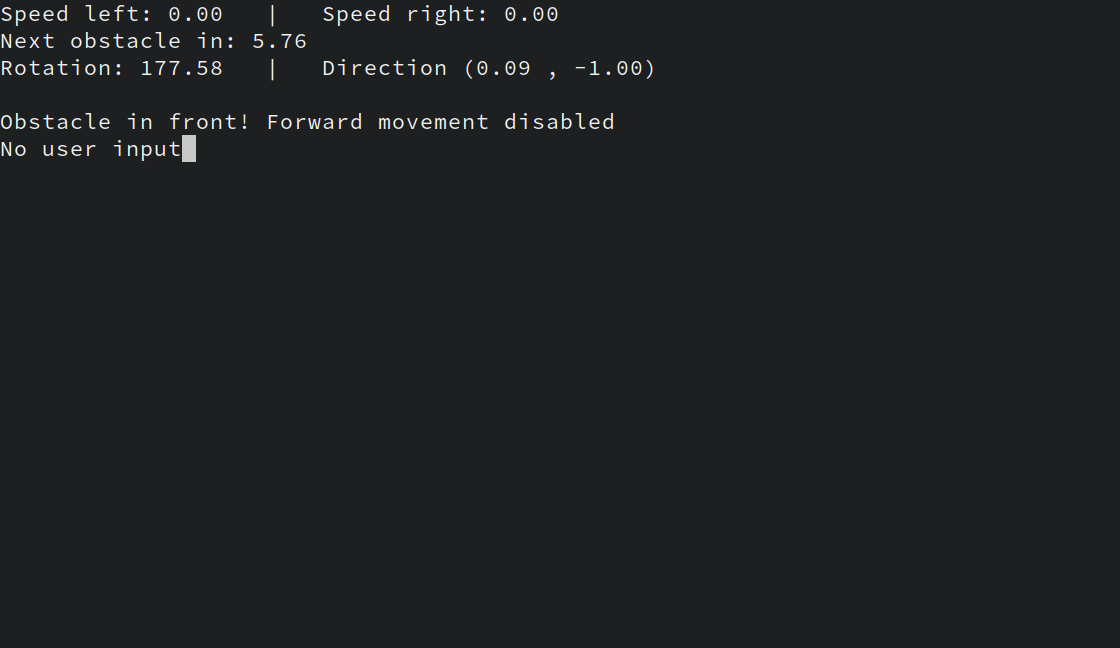 Speed left: 0.00   |   Speed right: 0.00
Next obstacle in: 5.76
Rotation: 177.58   |   Direction (0.09 , -1.00)
Obstacle in front! Forward movement disabled
No user input